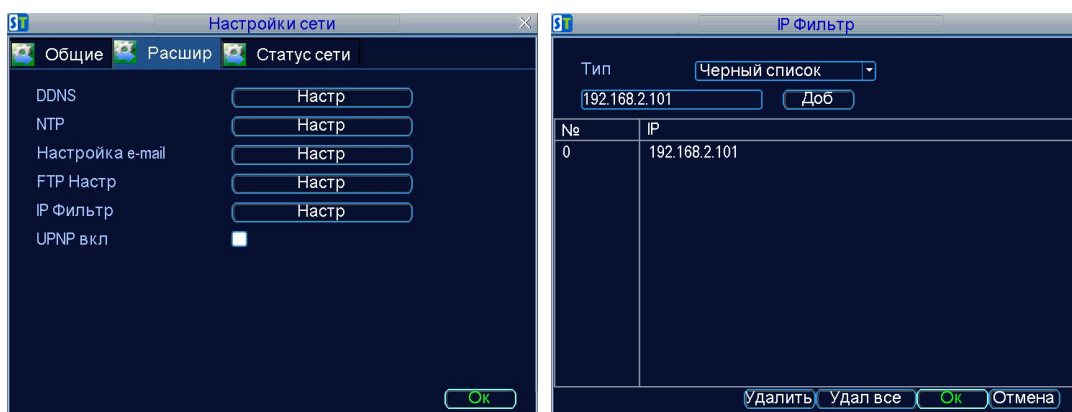 ST Настройки сети
Общие Расшир Статус сети
DDNS Настр
NTP Настр
Настройка e-mail Настр
FTP Настр Настр
IP Фильтр Настр
UPNP вкл
Ок
ST IP Фильтр
Тип Черный список
192.168.2.101 Доб
№ IP
0 192.168.2.101
Удалить Удал все Ок Отмена